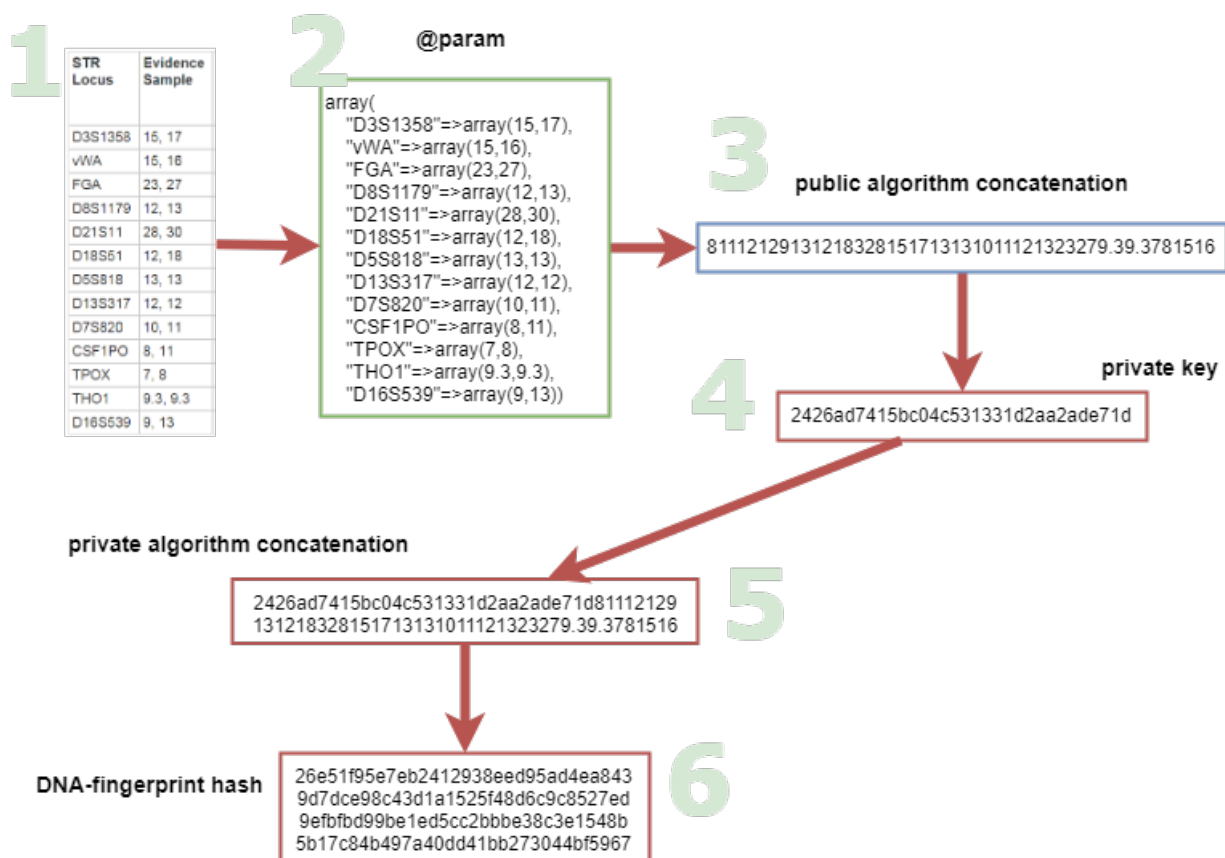 1
STR
Locus
Evidence
Sample
D3S1358 15, 17
vWA 15, 16
FGA 23, 27
D8S1179 12, 13
D21S11 28, 30
D18S51 12, 18
D5S818 13, 13
D13S317 12, 12
D7S820 10, 11
CSF1PO 8, 11
TPOX 7, 8
THO1 9.3, 9.3
D16S539 9, 13
2
@param
array(
"D3S1358"=>array(15,17),
"vWA"=>array(15,16),
"FGA"=>array(23,27),
"D8S1179"=>array(12,13),
"D21S11"=>array(28,30),
"D18S51"=>array(12,18),
"D5S818"=>array(13,13),
"D13S317"=>array(12,12),
"D7S820"=>array(10,11),
"CSF1PO"=>array(8,11),
"TPOX"=>array(7,8),
"THO1"=>array(9.3,9.3),
"D16S539"=>array(9,13))
3
public algorithm concatenation
81112129131218328151713131011121323279.39.3781516
private key
4
2426ad7415bc04c531331d2aa2ade71d
private algorithm concatenation
5
2426ad7415bc04c531331d2aa2ade71d81112129
131218328151713131011121323279.39.3781516
DNA-fingerprint hash
6
26e51f95e7eb2412938eed95ad4ea843
9d7dce98c43d1a1525f48d6c9c8527ed
9efbfbd99be1ed5cc2bbbe38c3e1548b
5b17c84b497a40dd41bb273044bf5967